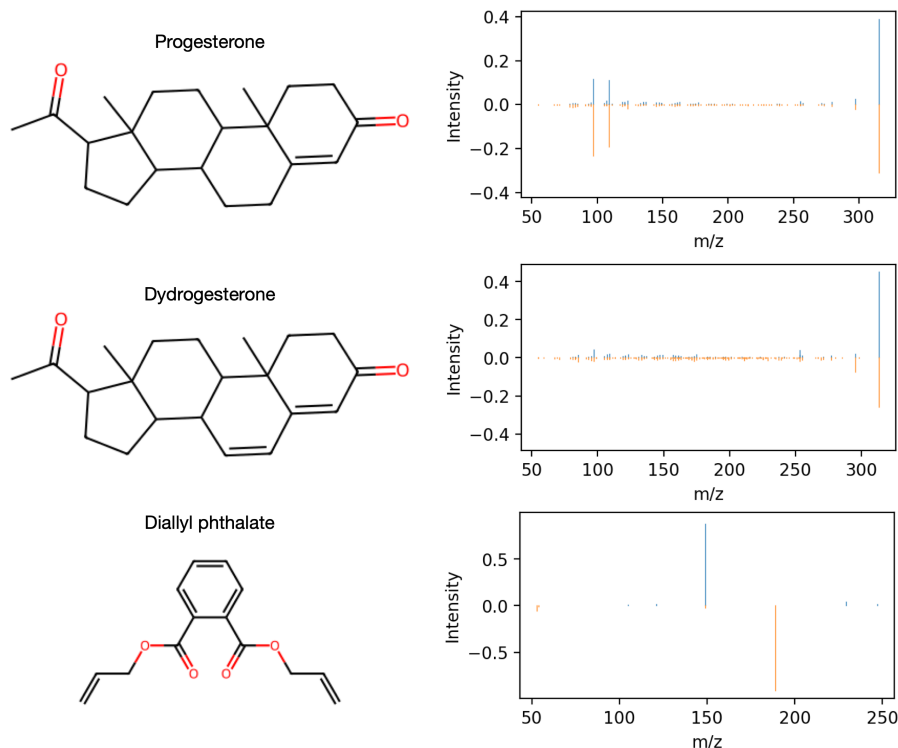 Progesterone
O
O
Intensity
0.4
0.2
0.0
−0.2
−0.4
50 100 150 200 250 300
m/z
Dydrogesterone
O
O
Intensity
0.4
0.2
0.0
−0.2
−0.4
50 100 150 200 250 300
m/z
Diallyl phthalate
O O
O O
Intensity
0.5
0.0
−0.5
50 100 150 200 250
m/z